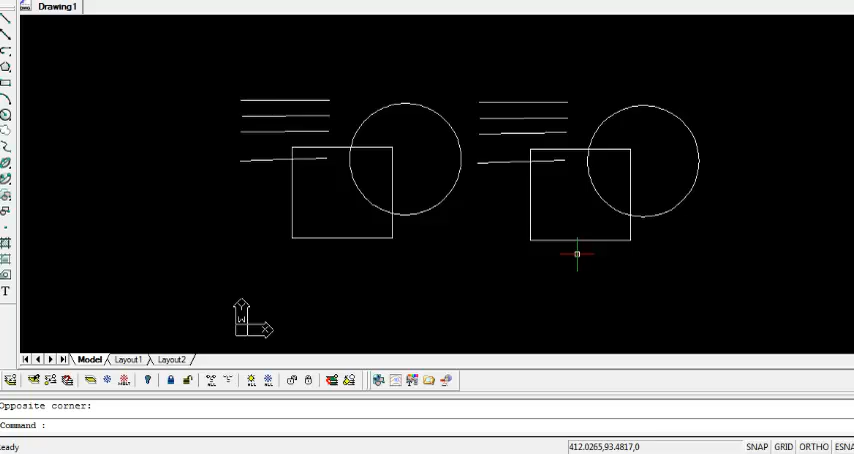 Drawing1
T
Y
W
X
Model
Layout1
Layout2
Opposite corner:
Command :
eady
412.0265,93.4817,0
SNAP GRID ORTHO ESNA